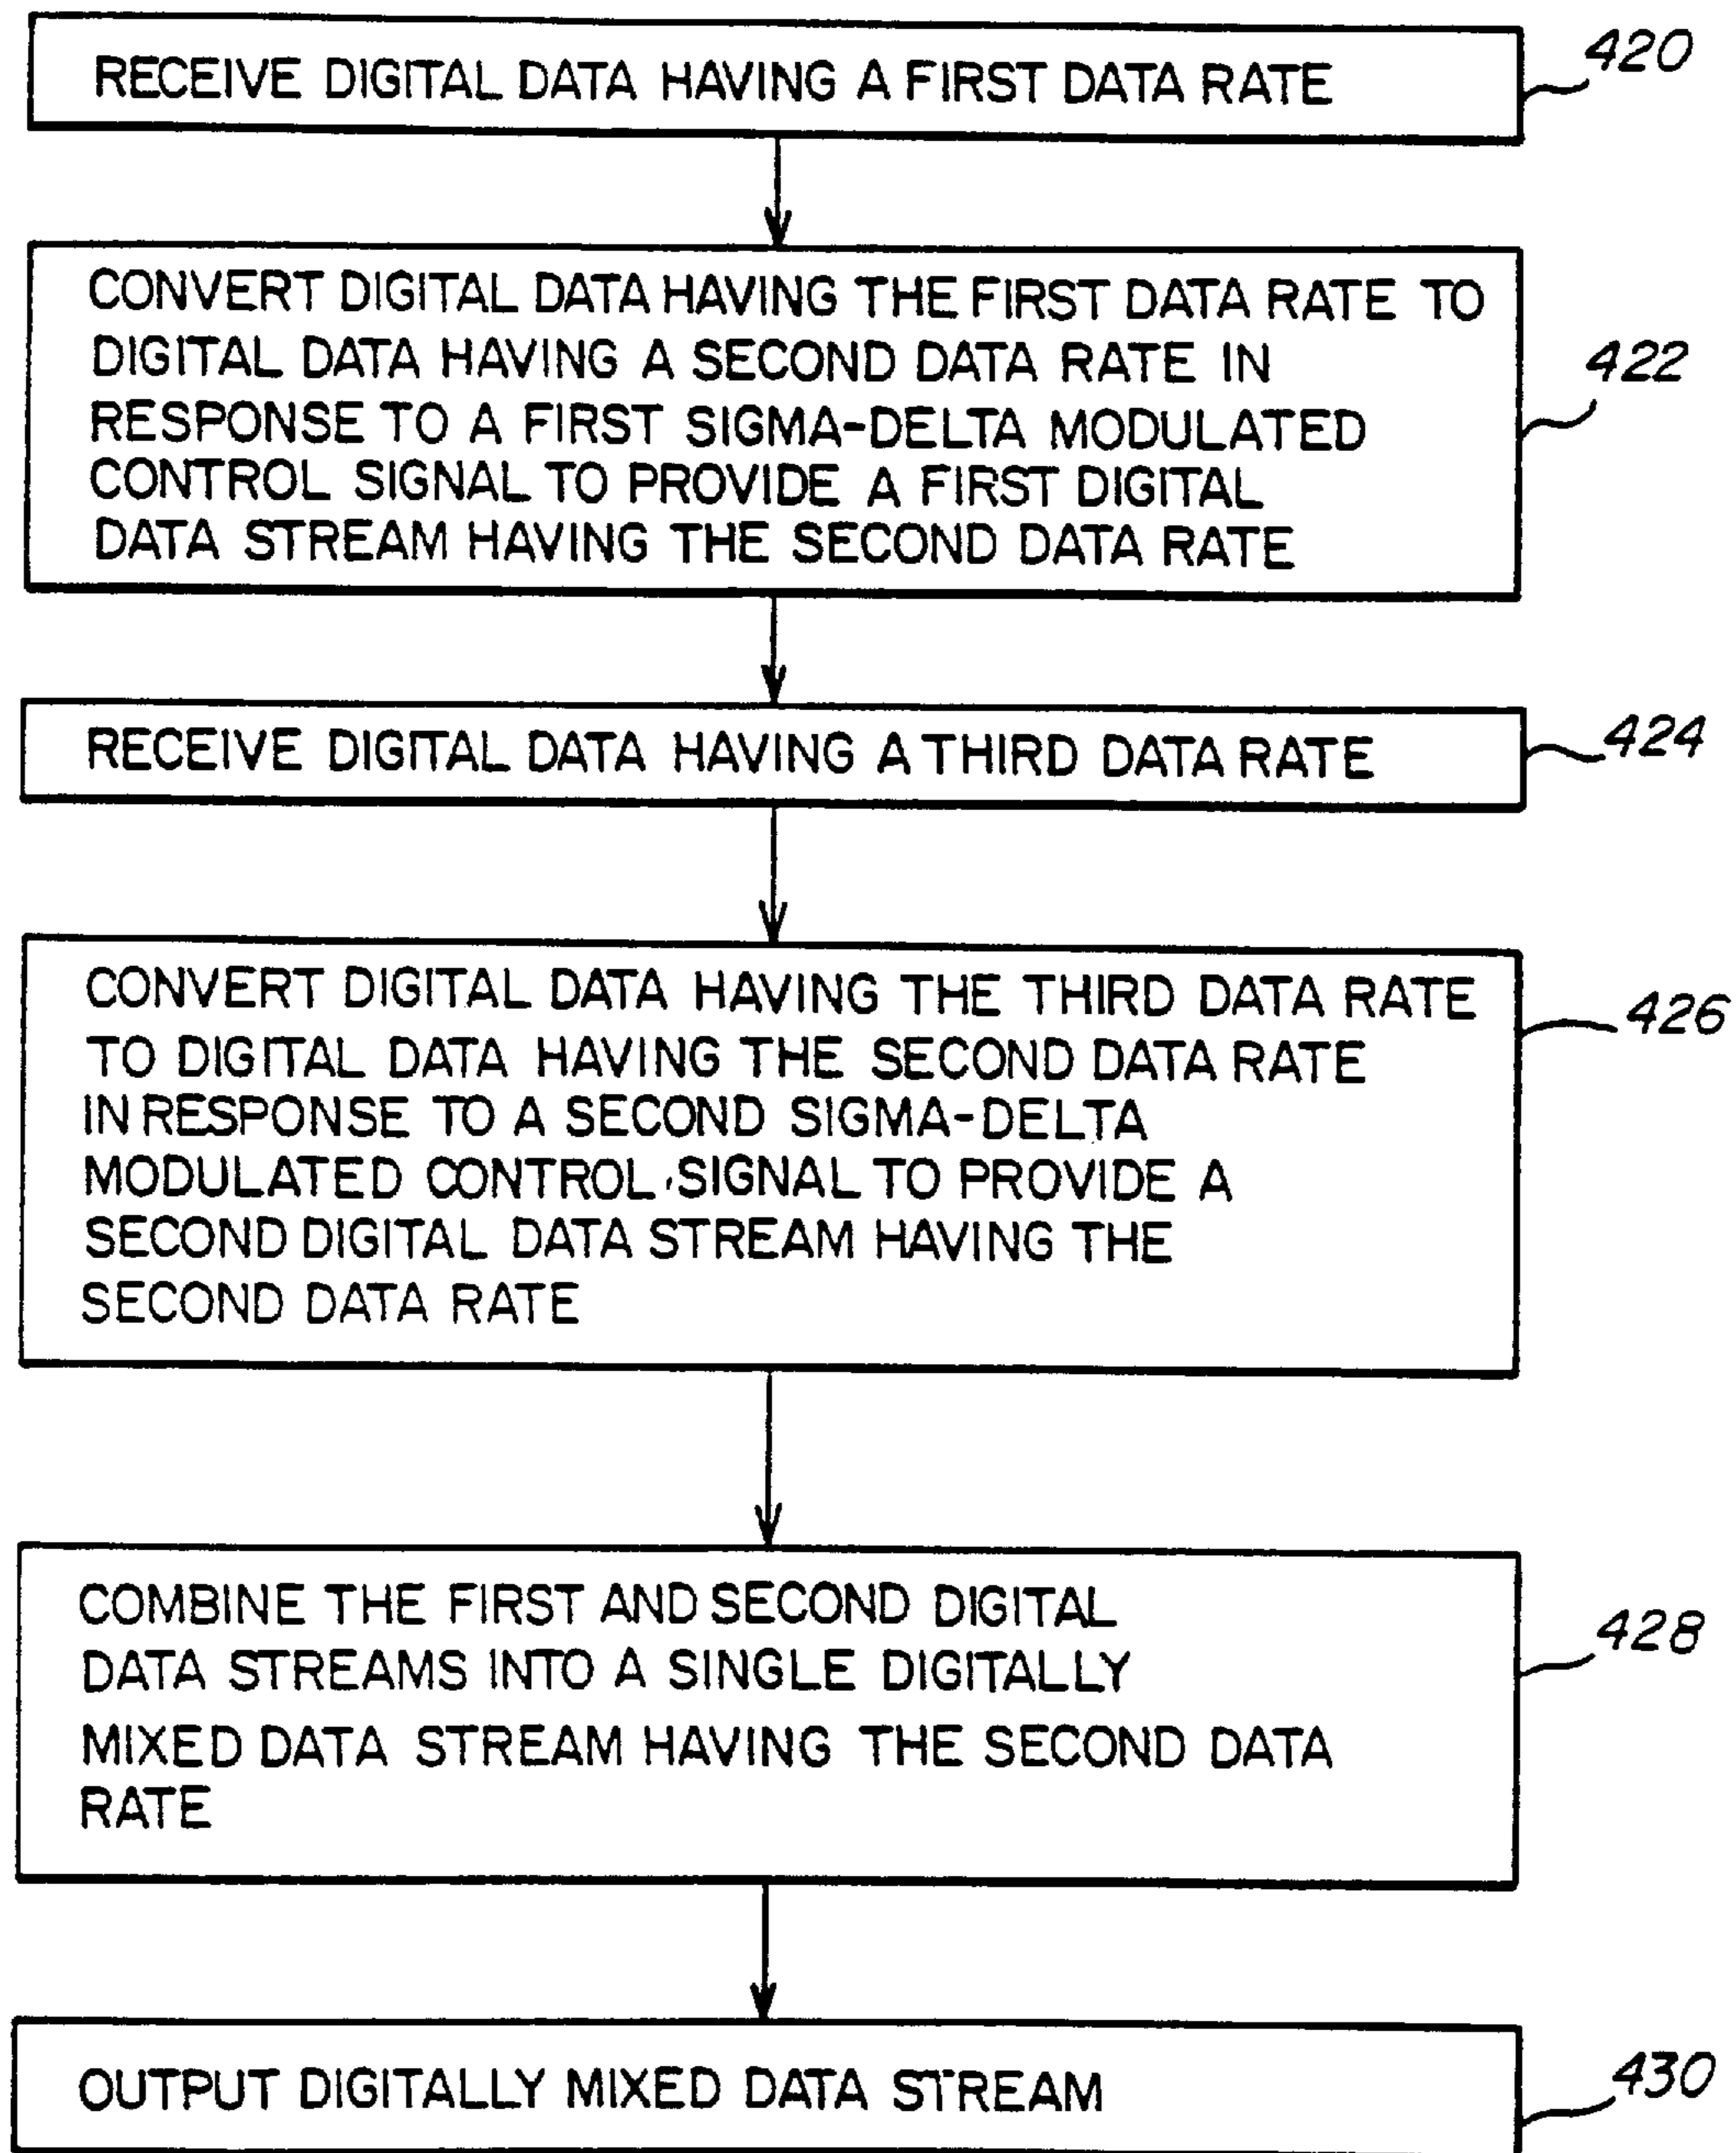 RECEIVE DIGITAL DATA HAVING A FIRST DATA RATE
420
CONVERT DIGITAL DATA HAVING THE FIRST DATA RATE TO
DIGITAL DATA HAVING A SECOND DATA RATE IN
RESPONSE TO A FIRST SIGMA-DELTA MODULATED
CONTROL SIGNAL TO PROVIDE A FIRST DIGITAL
DATA STREAM HAVING THE SECOND DATA RATE
422
RECEIVE DIGITAL DATA HAVING A THIRD DATA RATE
424
CONVERT DIGITAL DATA HAVING THE THIRD DATA RATE
TO DIGITAL DATA HAVING THE SECOND DATA RATE
IN RESPONSE TO A SECOND SIGMA-DELTA
MODULATED CONTROL SIGNAL TO PROVIDE A
SECOND DIGITAL DATA STREAM HAVING THE
SECOND DATA RATE
426
COMBINE THE FIRST AND SECOND DIGITAL
DATA STREAMS INTO A SINGLE DIGITALLY
MIXED DATA STREAM HAVING THE SECOND DATA
RATE
428
OUTPUT DIGITALLY MIXED DATA STREAM
430